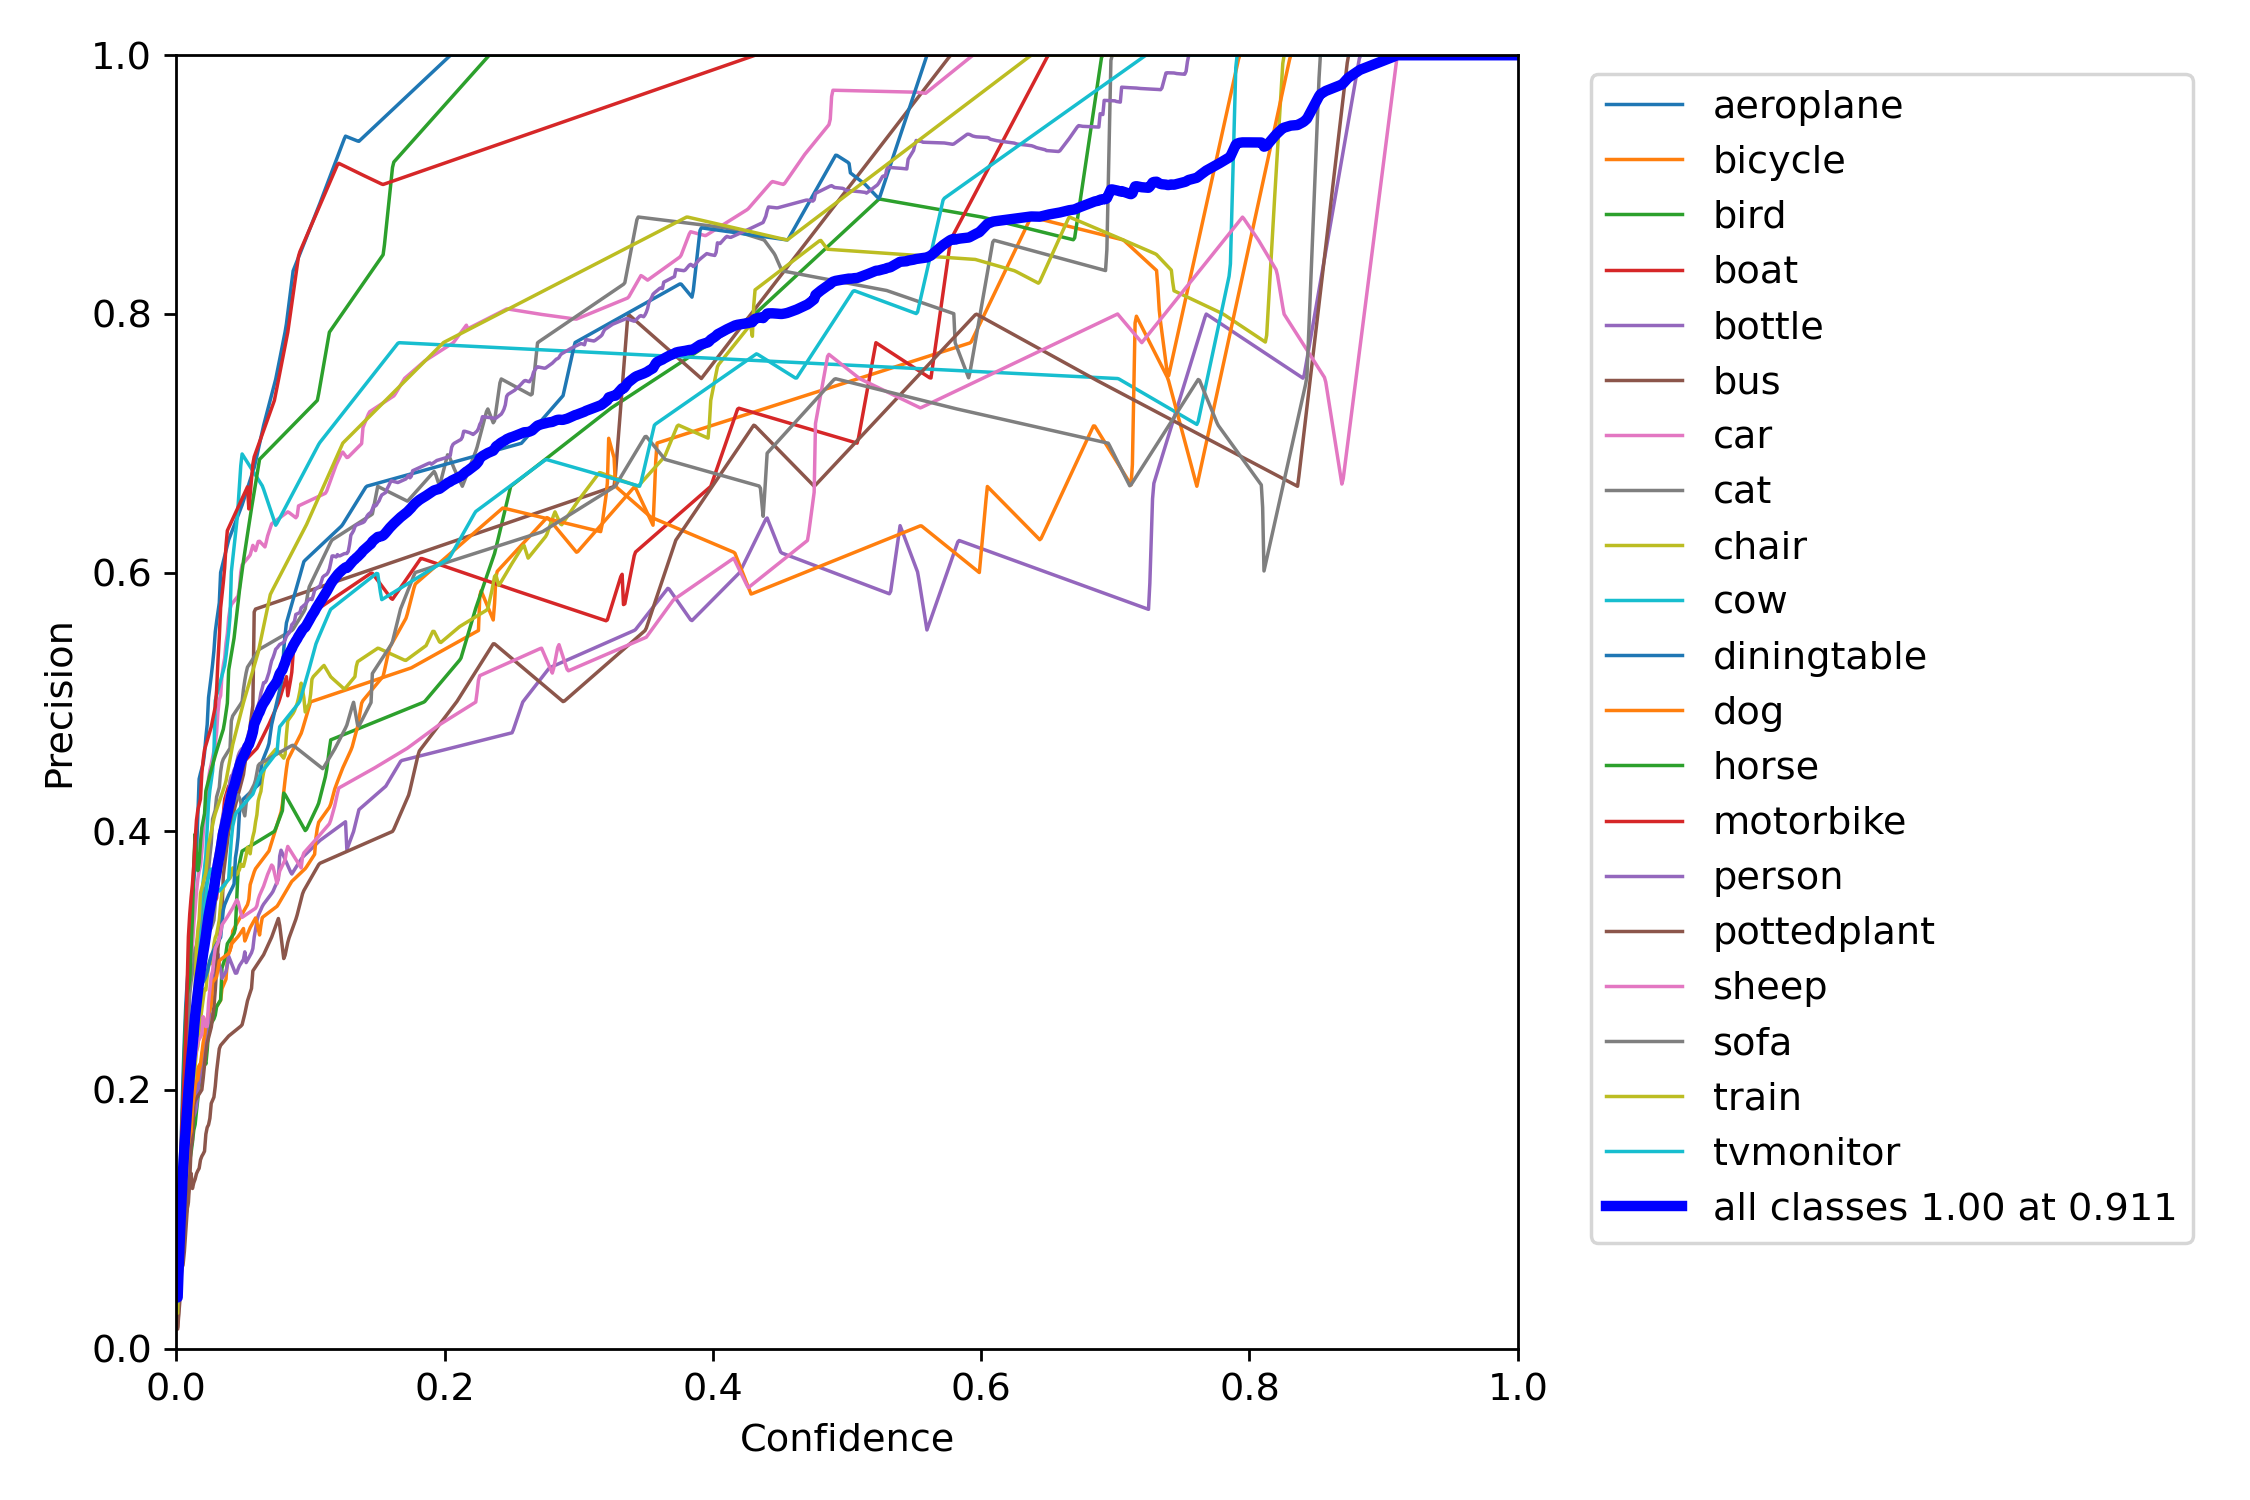 1.0
0.8
0.6
0.4
0.2
0.0
Precision
0.0 0.2 0.4 0.6 0.8 1.0
Confidence
aeroplane
bicycle
bird
boat
bottle
bus
car
cat
chair
cow
diningtable
dog
horse
motorbike
person
pottedplant
sheep
sofa
train
tvmonitor
all classes 1.00 at 0.911